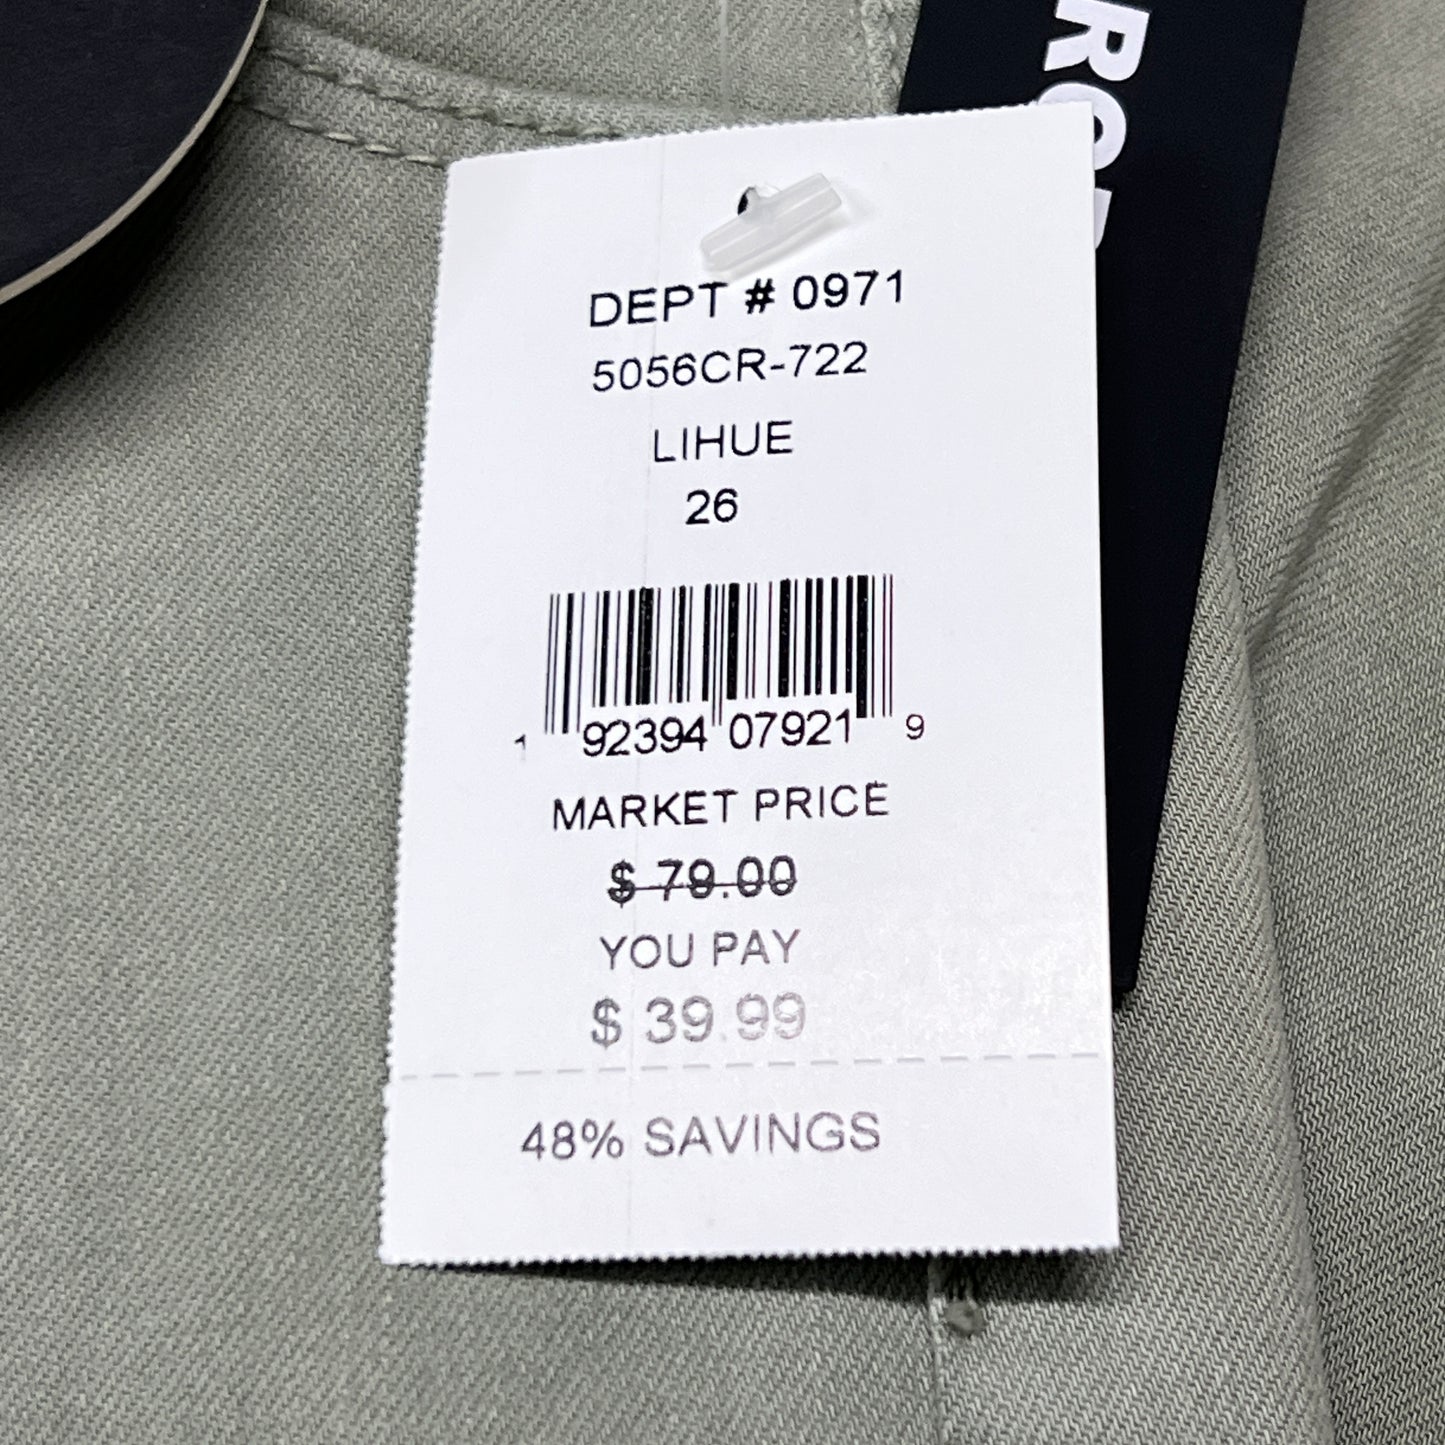 DEPT # 0971
5056CR-722
LIHUE
26
1 92394 07921 9
MARKET PRICE
$ 79.00
YOU PAY
$ 39.99
48% SAVINGS